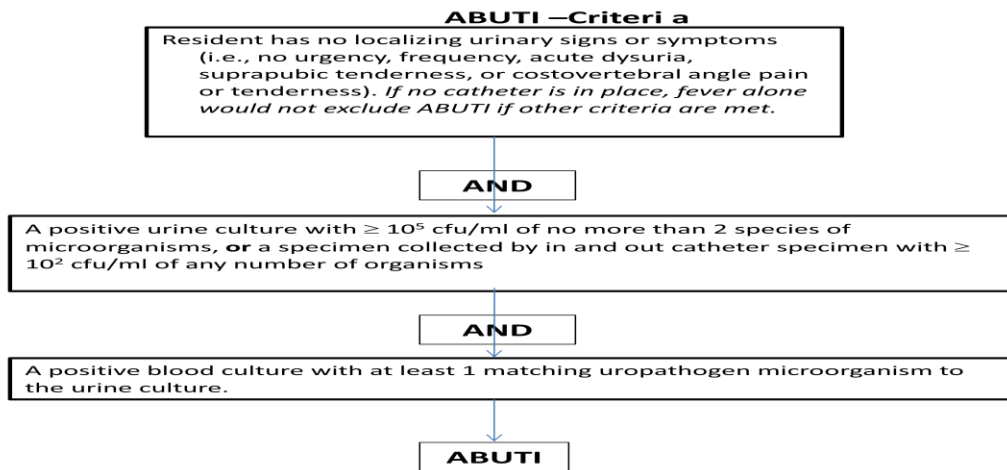 ABUTI –Criteri a
Resident has no localizing urinary signs or symptoms
(i.e., no urgency, frequency, acute dysuria,
suprapubic tenderness, or costovertebral angle pain
or tenderness). If no catheter is in place, fever alone
would not exclude ABUTI if other criteria are met.
AND
A positive urine culture with ≥ 10⁵ cfu/ml of no more than 2 species of
microorganisms, or a specimen collected by in and out catheter specimen with ≥
10² cfu/ml of any number of organisms
AND
A positive blood culture with at least 1 matching uropathogen microorganism to
the urine culture.
ABUTI